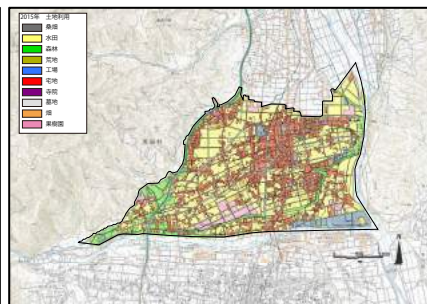 2015年 土地利用
桑畑
水田
森林
荒地
工場
宅地
寺院
墓地
畑
果樹園